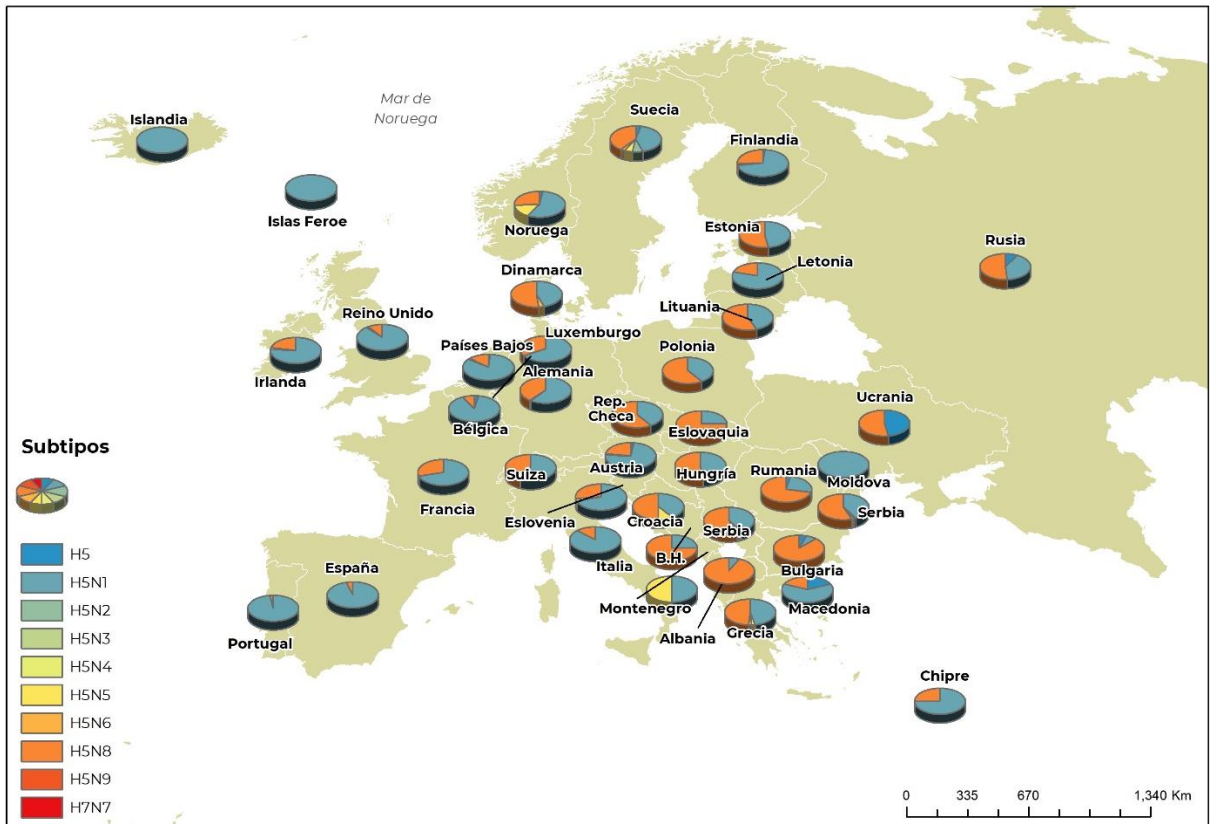 Mar de
Noruega
Islandia
Suecia
Finlandia
Islas Feroe
Noruega
Estonia
Rusia
Letonia
Dinamarca
Lituania
Reino Unido
Luxemburgo
Países Bajos
Polonia
Irlanda
Alemania
Ucrania
Rep.
Checa
Bélgica
Eslovaquia
Subtipos
Suiza
Austria
Hungría
Rumania
Moldova
Francia
Eslovenia
Croacia
Serbia
Serbia
B.H.
Italia
España
Bulgaria
Montenegro
Macedonia
Portugal
Albania
Grecia
Chipre
H5
H5N1
H5N2
H5N3
H5N4
H5N5
H5N6
H5N8
H5N9
H7N7
0 335 670 1,340 Km